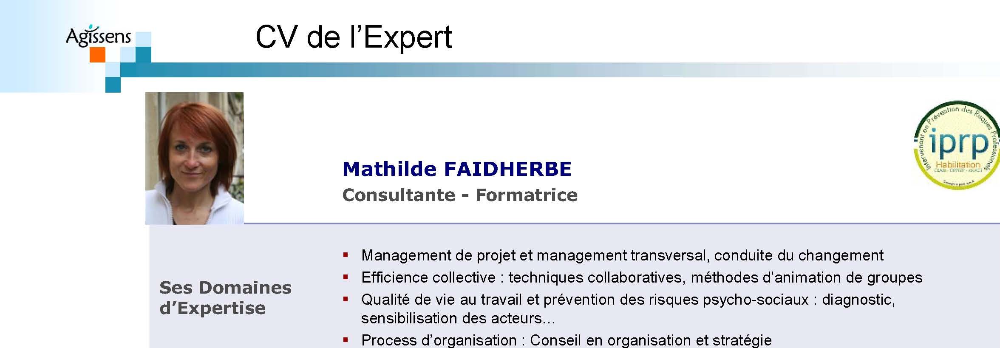 Agissens
CV de l’Expert
Intervenant en Prévention des Risques Professionnels
iprp
Habilitation
Mathilde FAIDHERBE
Consultante - Formatrice
Ses Domaines
d’Expertise
▪ Management de projet et management transversal, conduite du changement
▪ Efficience collective : techniques collaboratives, méthodes d’animation de groupes
▪ Qualité de vie au travail et prévention des risques psycho-sociaux : diagnostic,
sensibilisation des acteurs…
▪ Process d’organisation : Conseil en organisation et stratégie